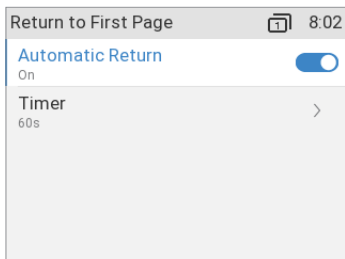 Return to First Page 1 8:02
Automatic Return
On
Timer
60s